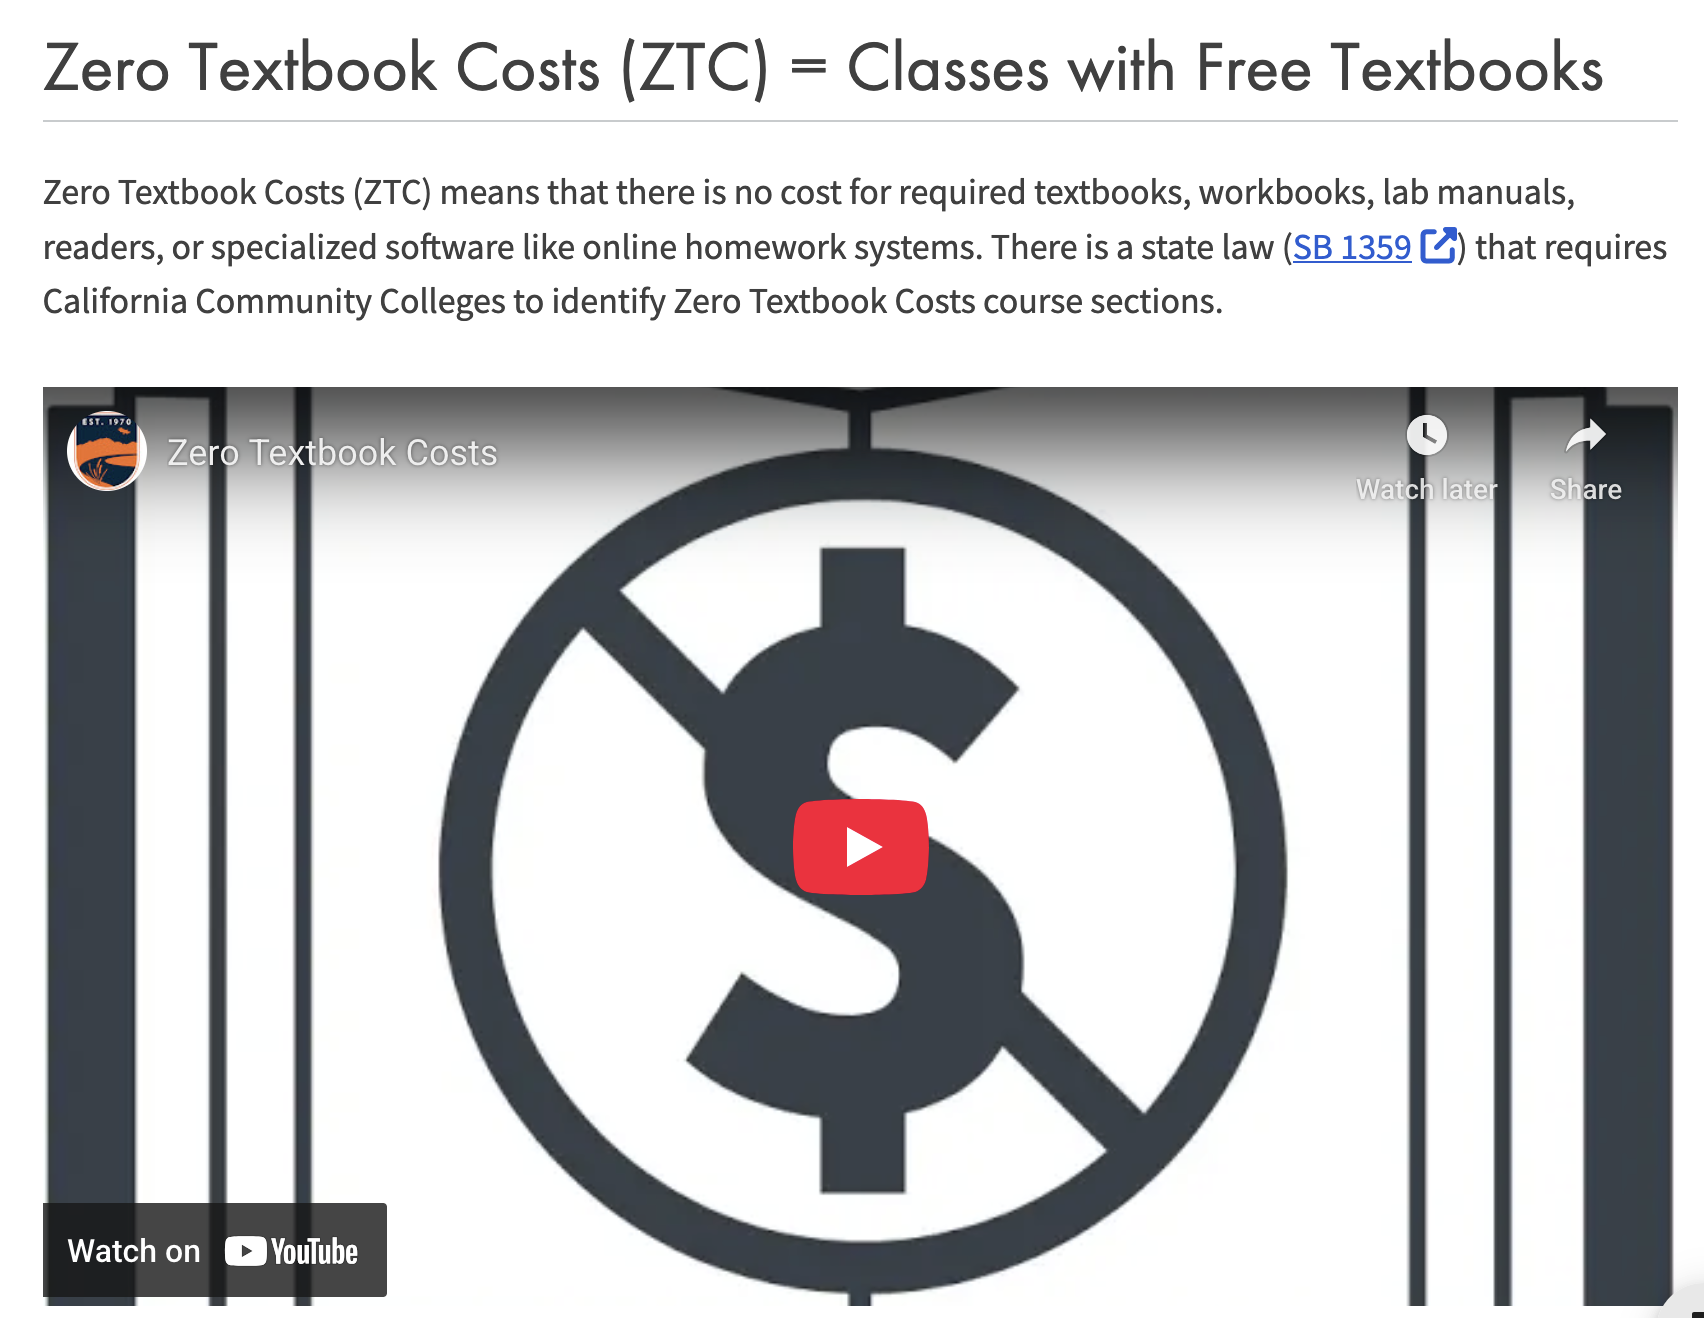 Zero Textbook Costs (ZTC) = Classes with Free Textbooks
Zero Textbook Costs (ZTC) means that there is no cost for required textbooks, workbooks, lab manuals,
readers, or specialized software like online homework systems. There is a state law (SB 1359) that requires
California Community Colleges to identify Zero Textbook Costs course sections.
EST. 1970
Zero Textbook Costs
Watch later
Share
$
Watch on YouTube